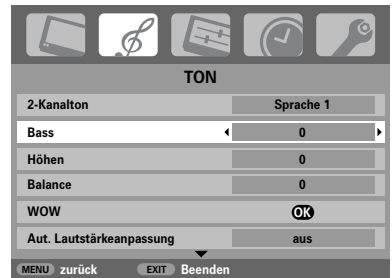 TON
2-Kanalton Sprache 1
Bass 0
Höhen 0
Balance 0
WOW OK
Aut. Lautstärkeanpassung aus
MENU zurück EXIT Beenden